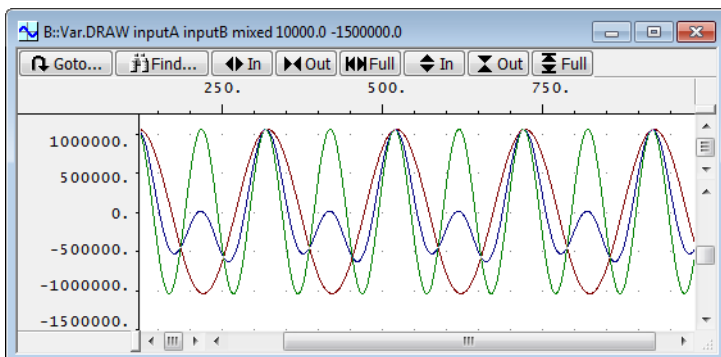 B::Var.DRAW inputA inputB mixed 10000.0 -1500000.0
Goto... Find... In Out Full In Out Full
250. 500. 750.
1000000.
500000.
0.
-500000.
-1000000.
-1500000.